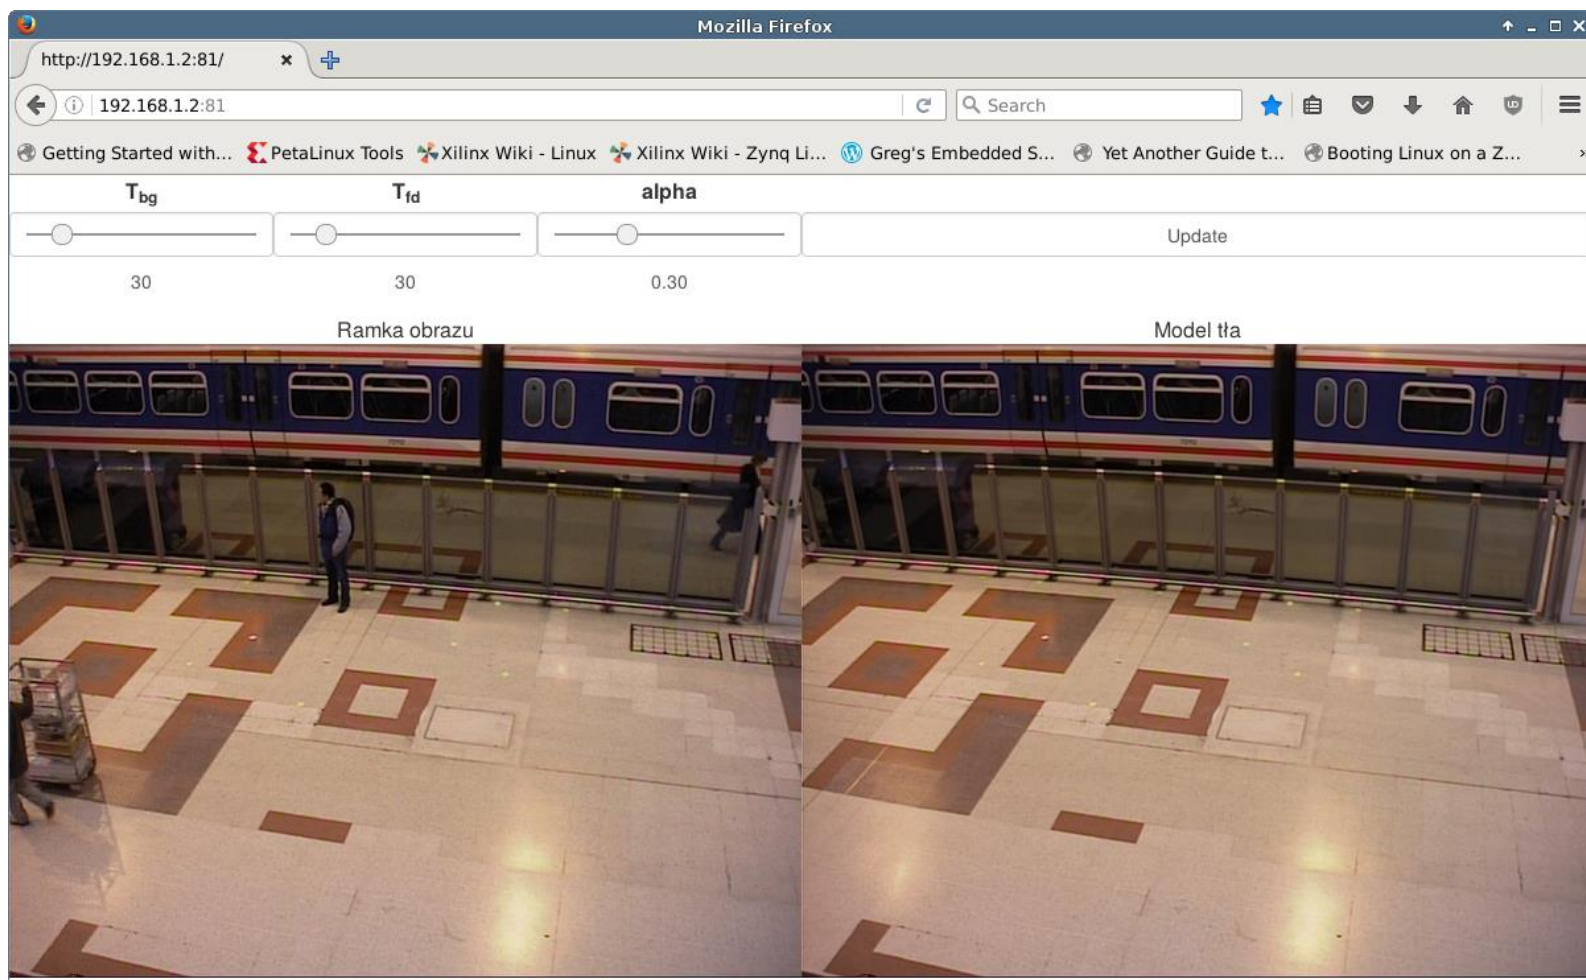 Mozilla Firefox
http://192.168.1.2:81/
192.168.1.2:81
Search
Getting Started with... PetaLinux Tools Xilinx Wiki - Linux Xilinx Wiki - Zynq Li... Greg's Embedded S... Yet Another Guide t... Booting Linux on a Z...
Tbg Tfd alpha
Update
30 30 0.30
Ramka obrazu Model tła